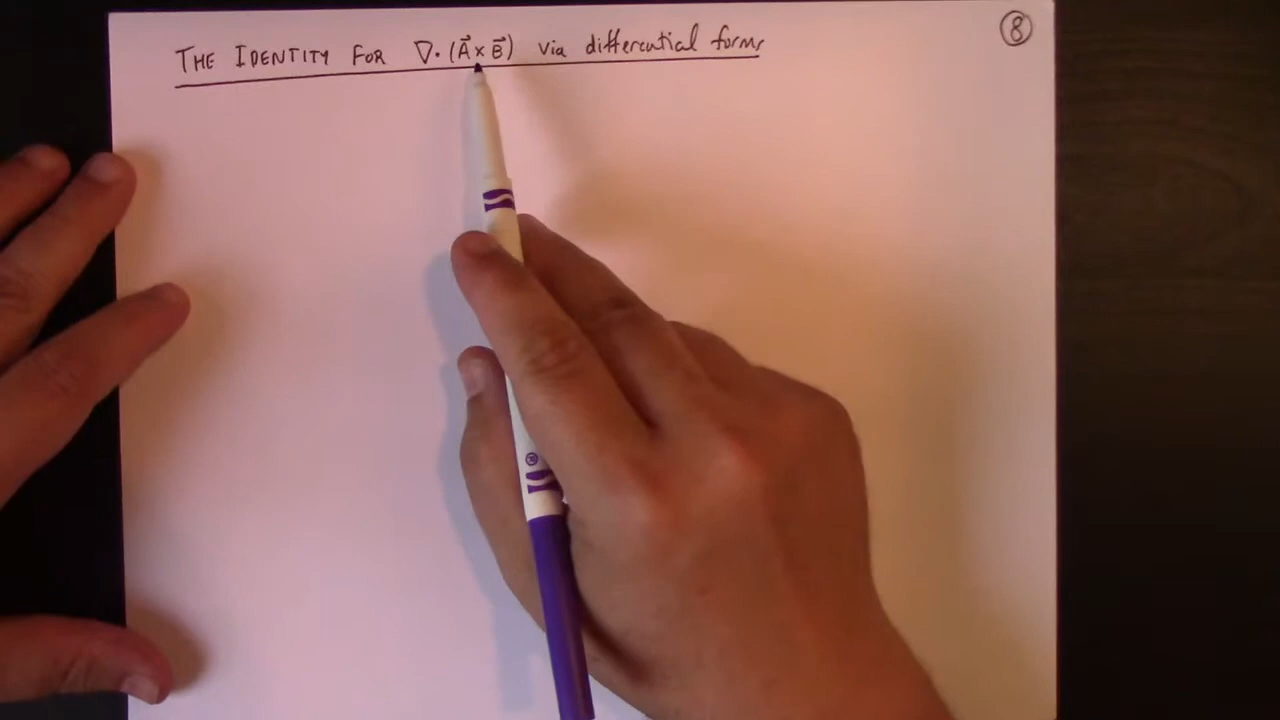 THE IDENTITY FOR ∇·(A⃗×B⃗) via differential forms
8
®